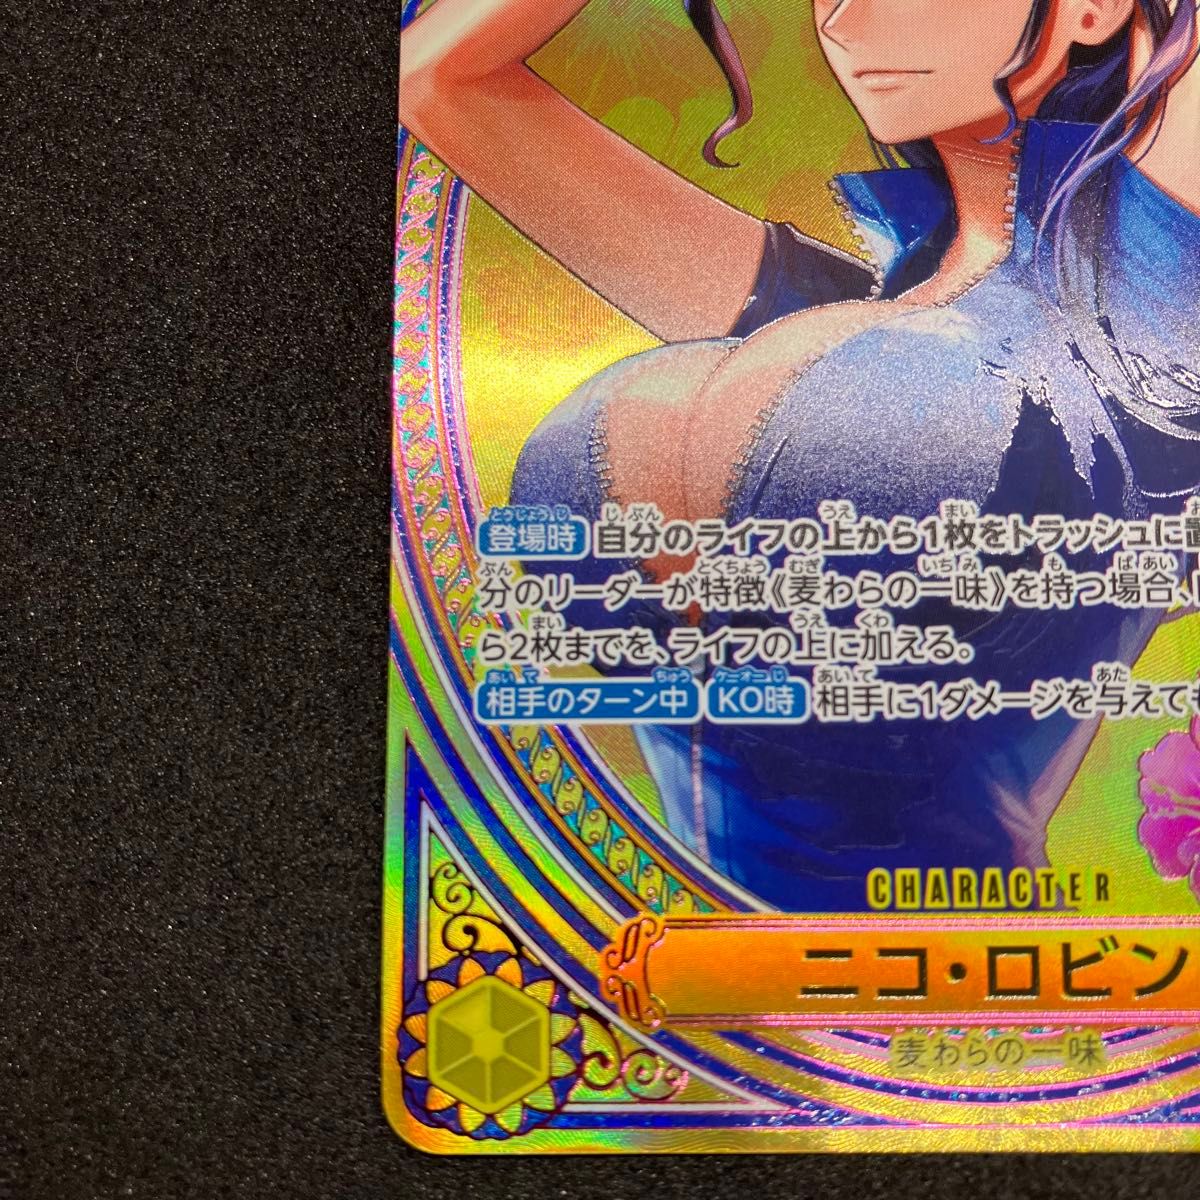 登場時 自分のライフの上から1枚をトラッシュに置
分のリーダーが特徴《麦わらの一味》を持つ場合、
ら2枚までを、ライフの上に加える。
相手のターン中 KO時 相手に1ダメージを与えて
CHARACTER
ニコ・ロビン
麦わらの一味